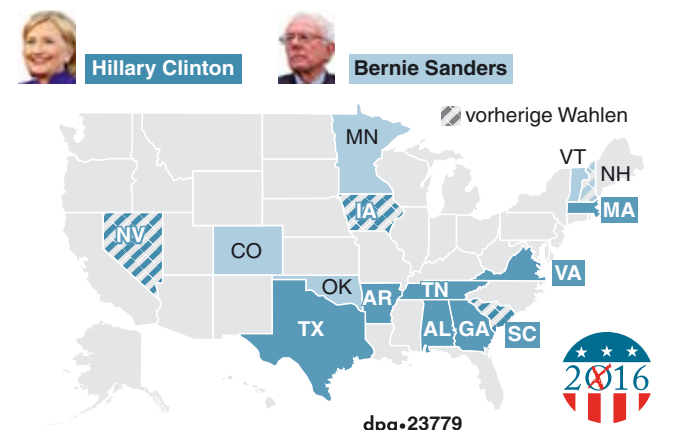 Hillary Clinton
Bernie Sanders
vorherige Wahlen
MN
VT
NH
IA
MA
NV
CO
VA
OK
AR
TN
TX
AL
GA
SC
2016
dpa•23779